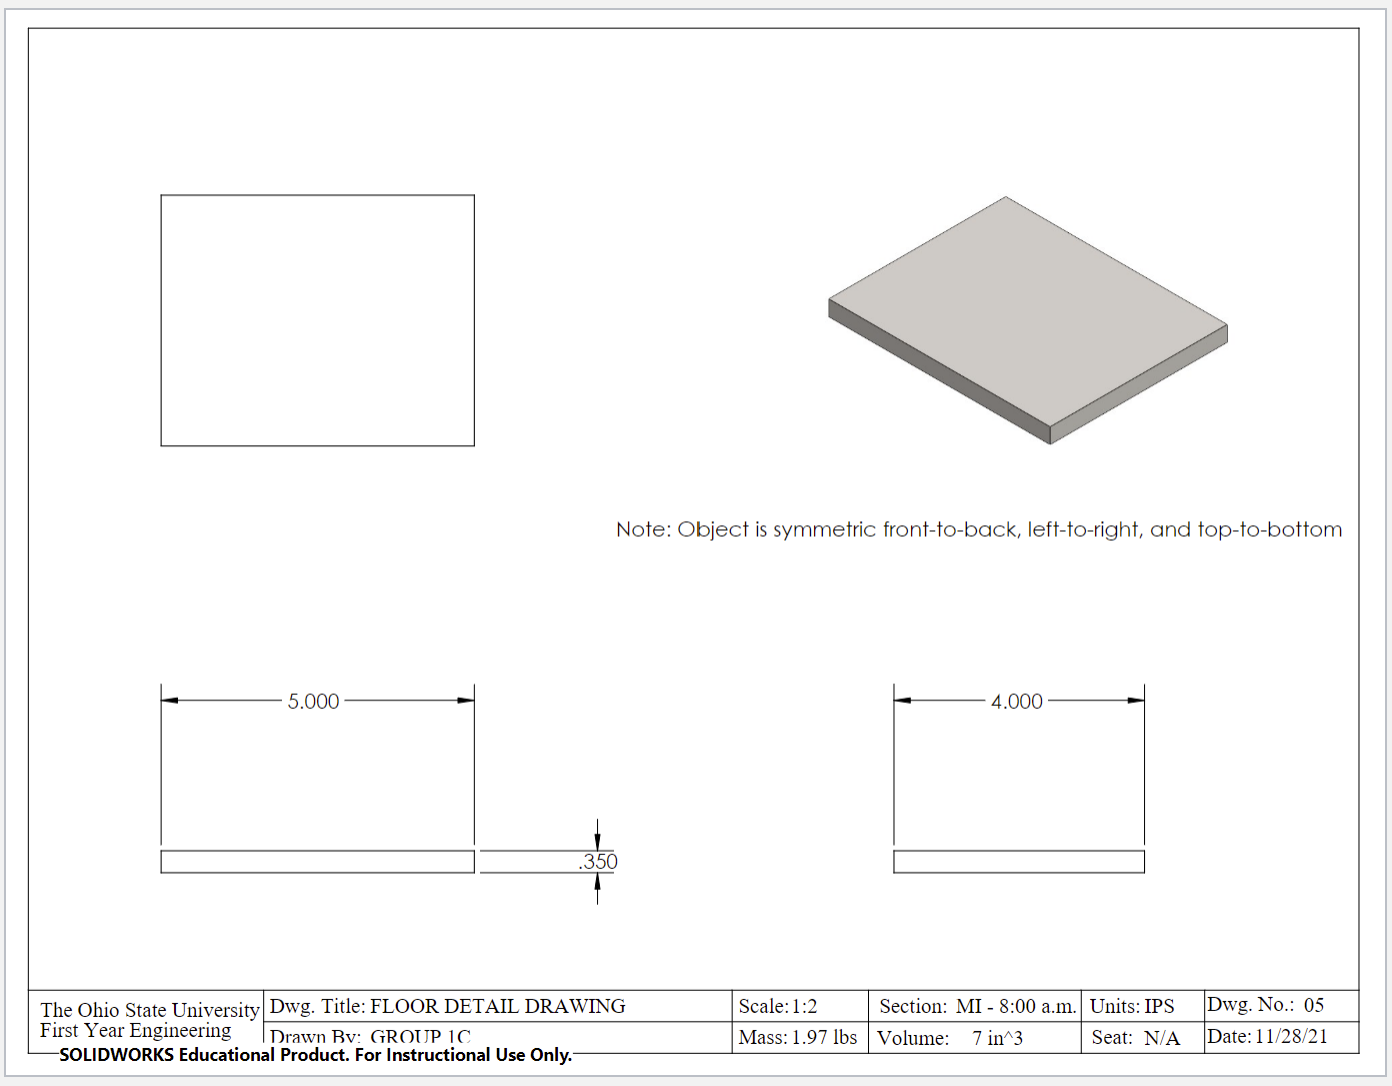 Note: Object is symmetric front-to-back, left-to-right, and top-to-bottom
5.000
4.000
.350
The Ohio State University
First Year Engineering
Dwg. Title: FLOOR DETAIL DRAWING
Drawn By: GROUP 1C
Scale: 1:2
Mass: 1.97 lbs
Section: MI - 8:00 a.m.
Volume: 7 in^3
Units: IPS
Seat: N/A
Dwg. No.: 05
Date: 11/28/21
SOLIDWORKS Educational Product. For Instructional Use Only.